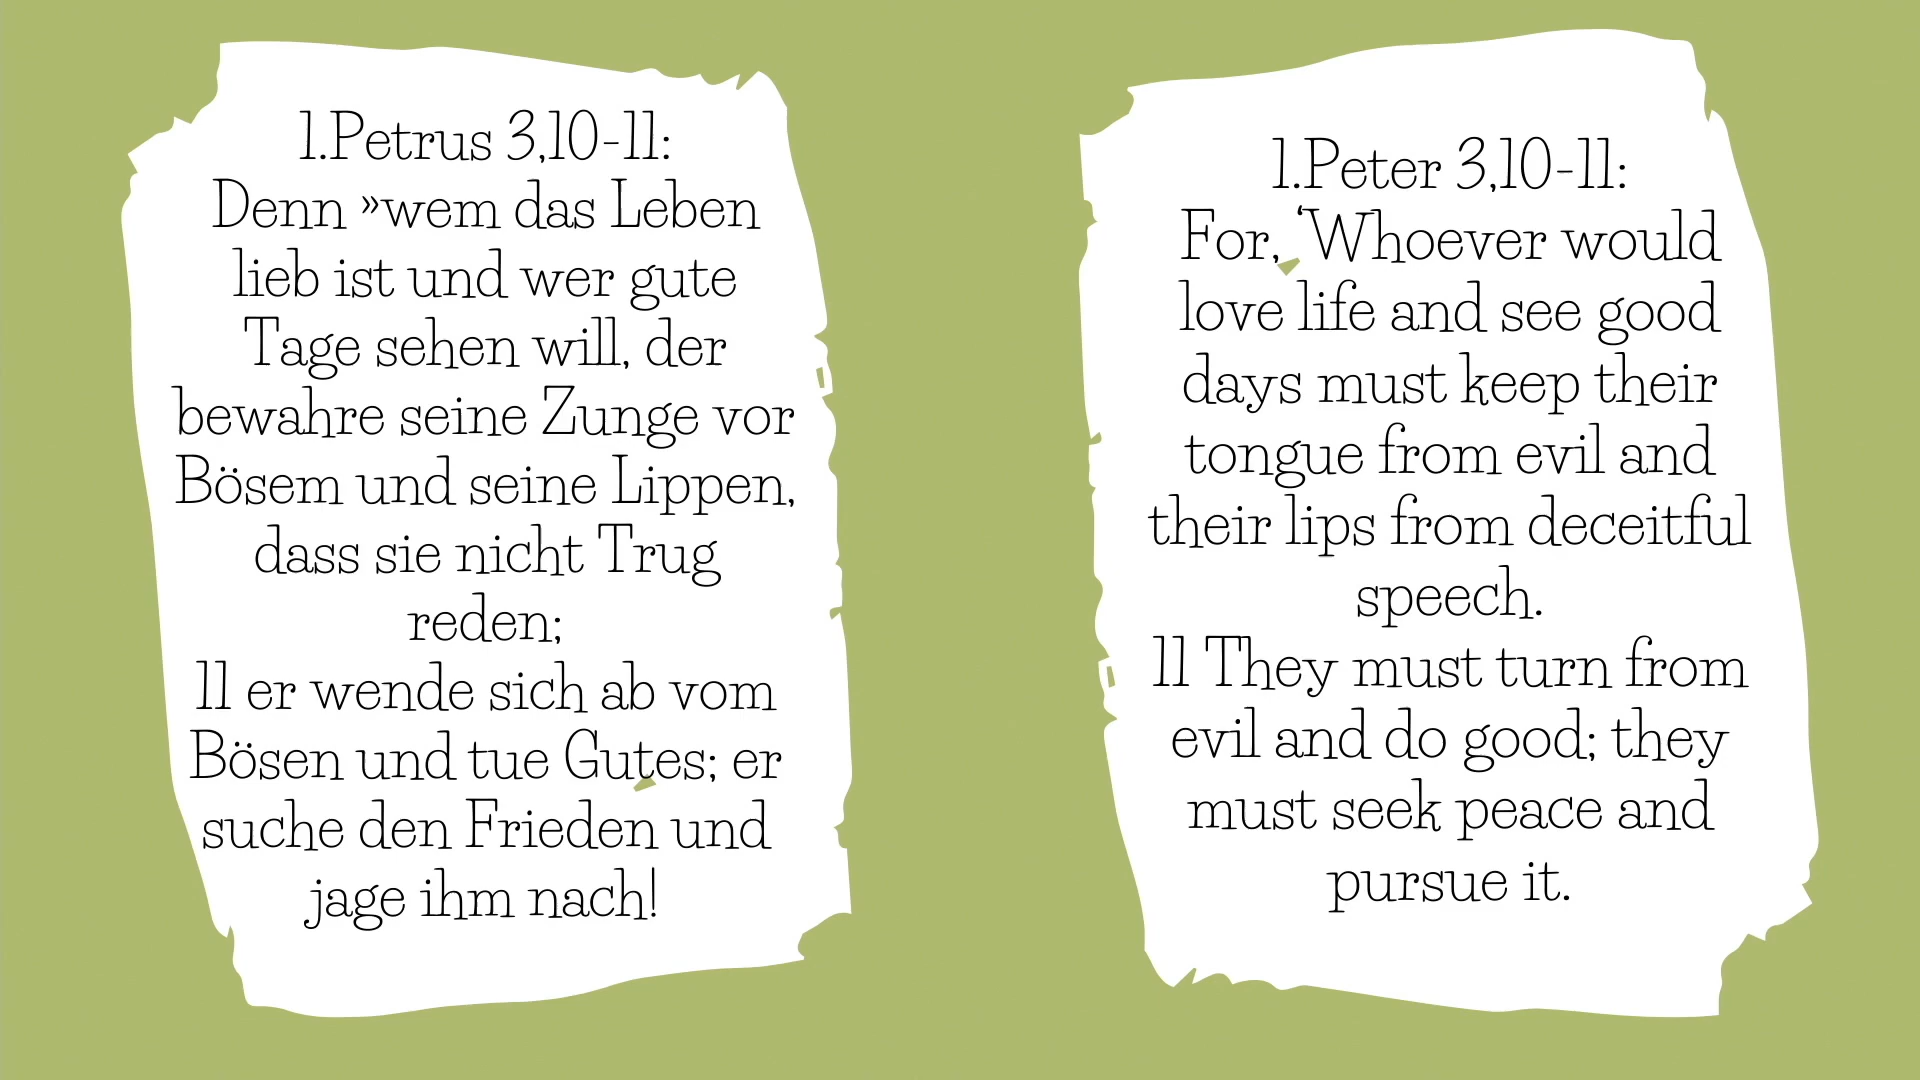 1.Petrus 3,10-11:
Denn »wem das Leben
lieb ist und wer gute
Tage sehen will, der
bewahre seine Zunge vor
Bösem und seine Lippen,
dass sie nicht Trug
reden;
11 er wende sich ab vom
Bösen und tue Gutes; er
suche den Frieden und
jage ihm nach!
1.Peter 3,10-11:
For, ‘Whoever would
love life and see good
days must keep their
tongue from evil and
their lips from deceitful
speech.
11 They must turn from
evil and do good; they
must seek peace and
pursue it.